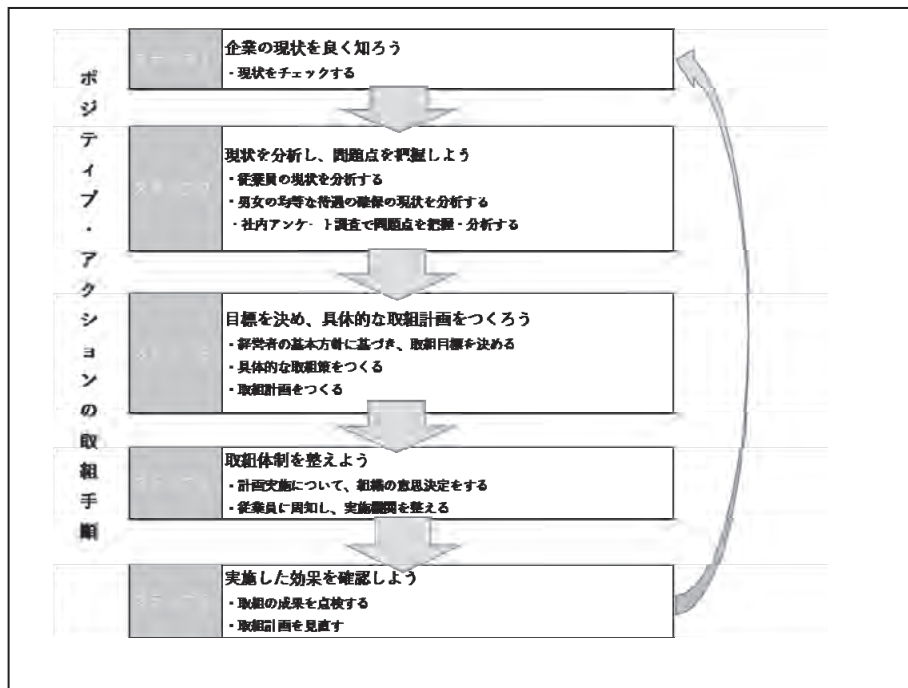 ポジティブ・アクションの取組手順
企業の現状を良く知ろう
・現状をチェックする
現状を分析し、問題点を把握しよう
・従業員の現状を分析する
・男女の均等な待遇の確保の現状を分析する
・社内アンケート調査で問題点を把握・分析する
目標を決め、具体的な取組計画をつくろう
・経営者の基本方針に基づき、取組目標を決める
・具体的な取組策をつくる
・取組計画をつくる
取組体制を整えよう
・計画実施について、組織の意思決定をする
・従業員に周知し、実施機関を整える
実施した効果を確認しよう
・取組の成果を点検する
・取組計画を見直す